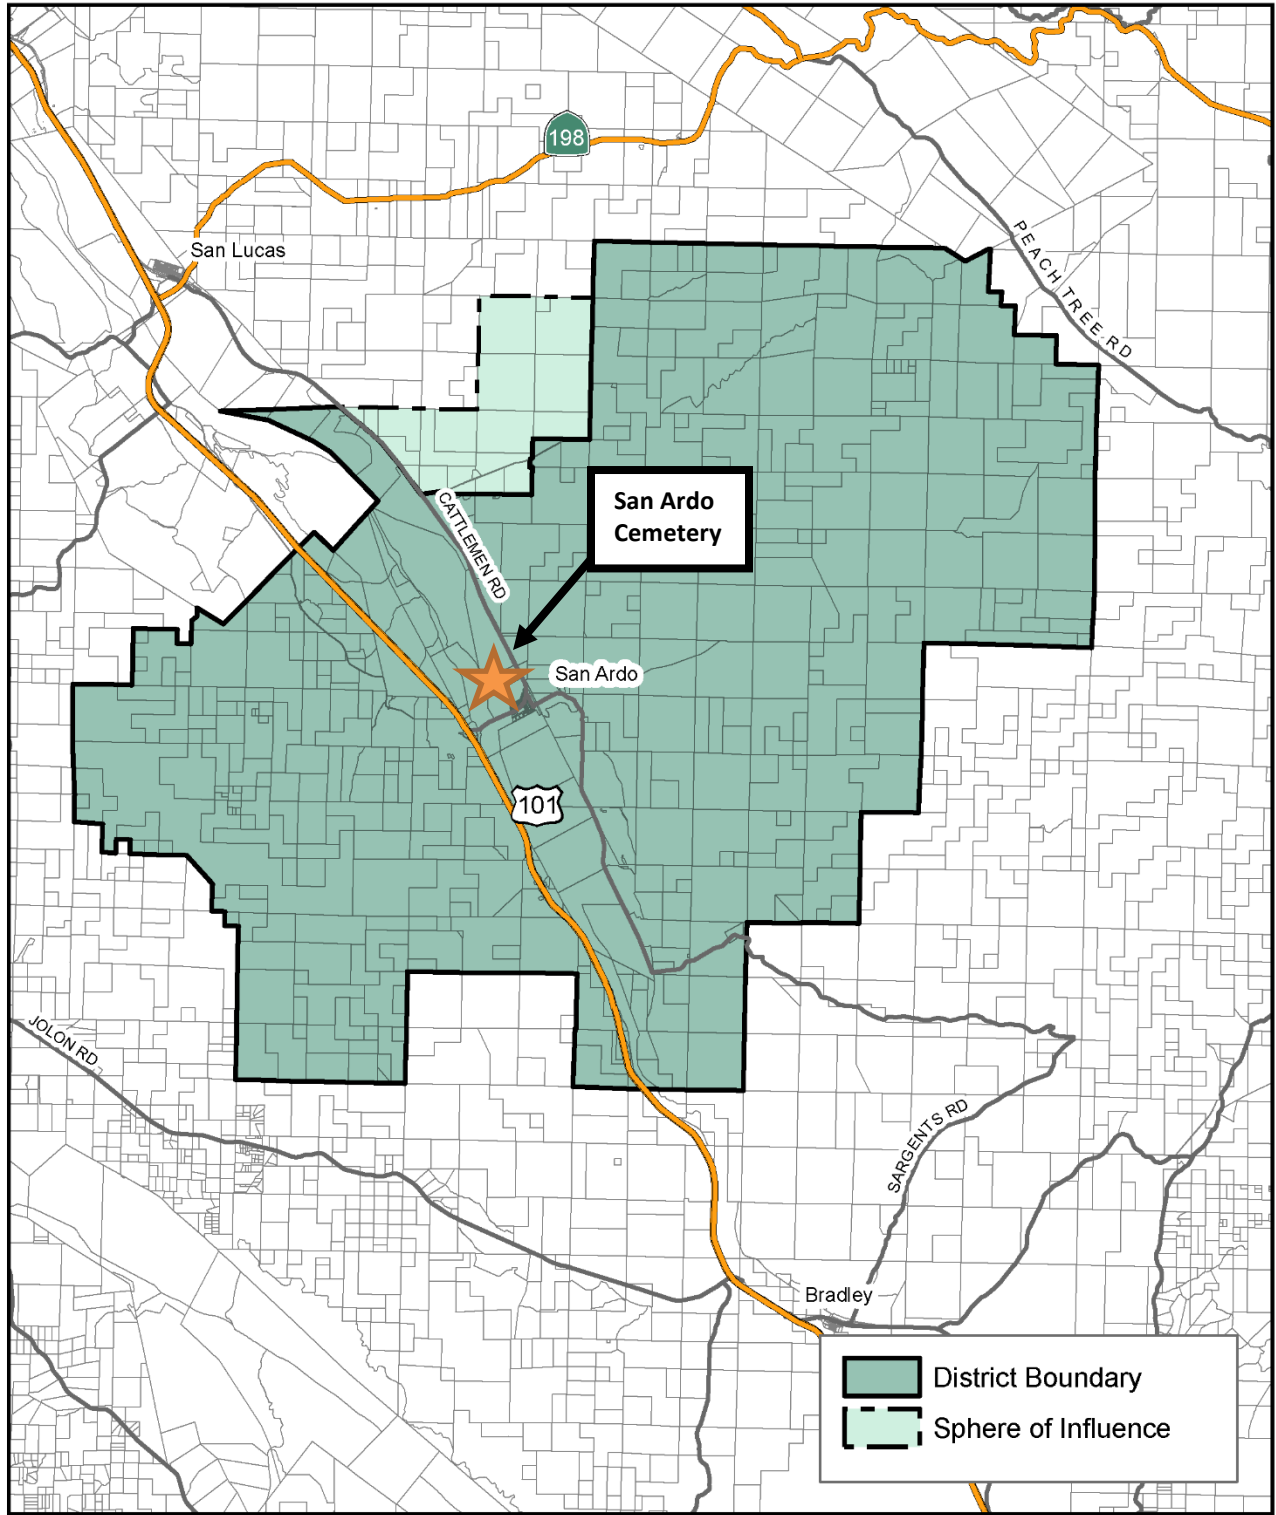 198
San Lucas
PEACH TREE RD
CATTLEMEN RD
San Ardo
Cemetery
San Ardo
101
JOLON RD
SARGENTS RD
Bradley
District Boundary
Sphere of Influence